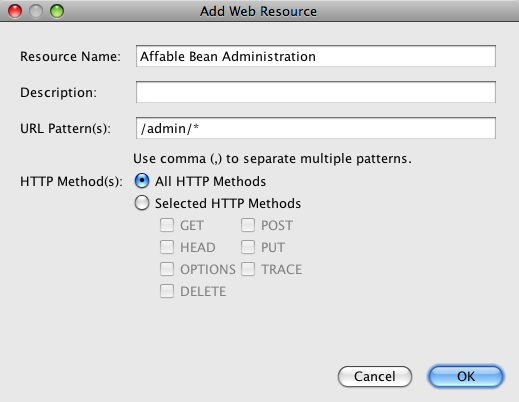 Add Web Resource
Resource Name: Affable Bean Administration
Description:
URL Pattern(s): /admin/*
Use comma (,) to separate multiple patterns.
HTTP Method(s): All HTTP Methods
Selected HTTP Methods
GET POST
HEAD PUT
OPTIONS TRACE
DELETE
Cancel OK